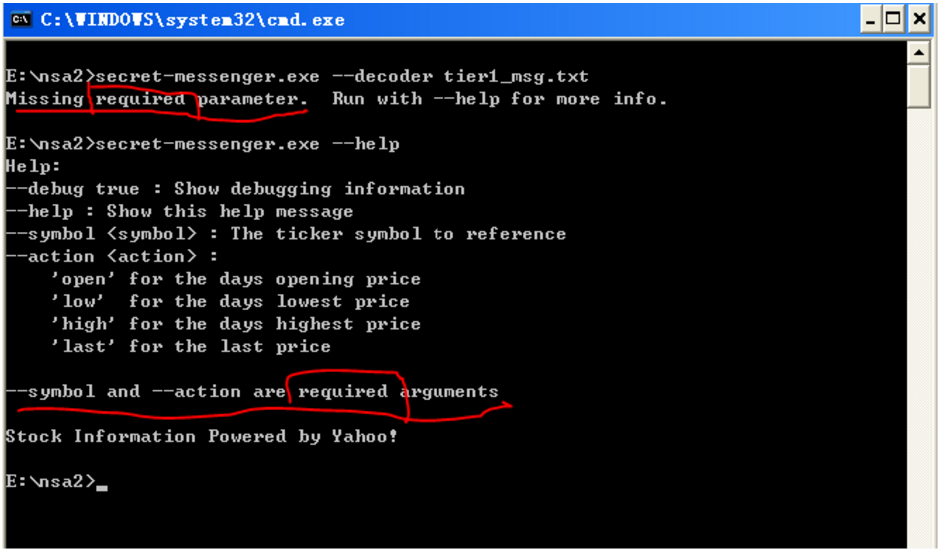 C:\WINDOWS\system32\cmd.exe
E:\nsa2>secret-messenger.exe --decoder tier1_msg.txt
Missing required parameter.  Run with --help for more info.
E:\nsa2>secret-messenger.exe --help
Help:
--debug true : Show debugging information
--help : Show this help message
--symbol <symbol> : The ticker symbol to reference
--action <action> :
    'open' for the days opening price
    'low'  for the days lowest price
    'high' for the days highest price
    'last' for the last price
--symbol and --action are required arguments
Stock Information Powered by Yahoo!
E:\nsa2>_